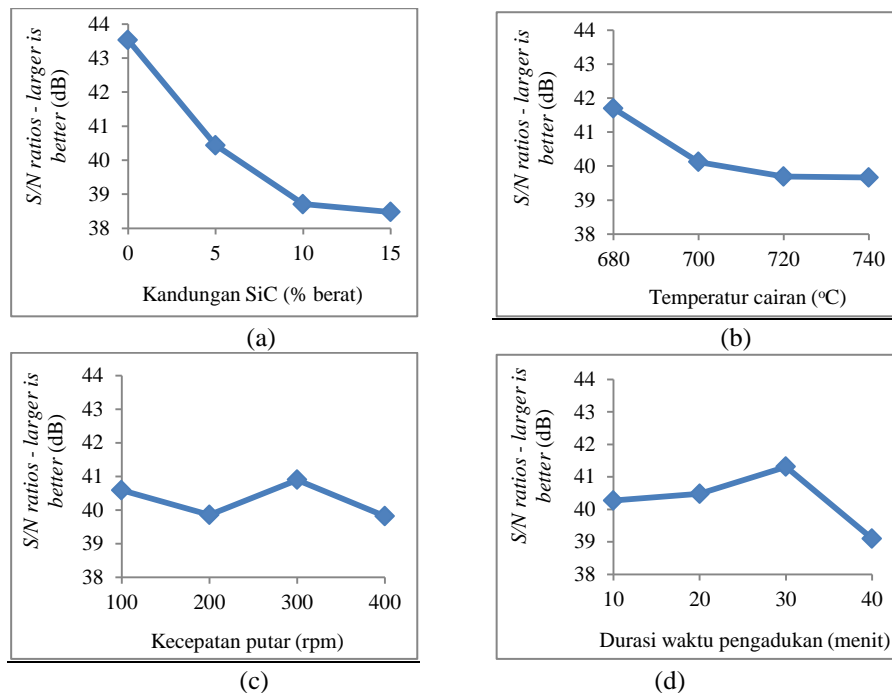 S/N ratios - larger is
better (dB)
44
43
42
41
40
39
38
0 5 10 15
Kandungan SiC (% berat)
(a)
S/N ratios - larger is
better (dB)
44
43
42
41
40
39
38
680 700 720 740
Temperatur cairan (ºC)
(b)
S/N ratios - larger is
better (dB)
44
43
42
41
40
39
38
100 200 300 400
Kecepatan putar (rpm)
(c)
S/N ratios - larger is
better (dB)
44
43
42
41
40
39
38
10 20 30 40
Durasi waktu pengadukan (menit)
(d)